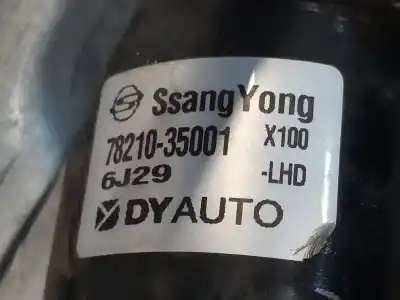 SsangYong
78210-35001 X100
6J29 -LHD
DYAUTO